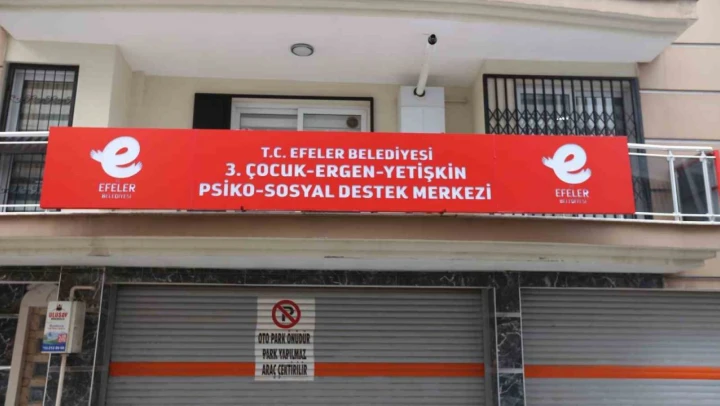 T.C. EFELER BELEDİYESİ
3. ÇOCUK-ERGEN-YETİŞKİN
PSİKO-SOSYAL DESTEK MERKEZİ
e
EFELER
BELEDİYESİ
e
EFELER
BELEDİYESİ
P
OTO PARK ÖNÜDÜR
PARK YAPILMAZ
ARAÇ ÇEKTİRİLİR